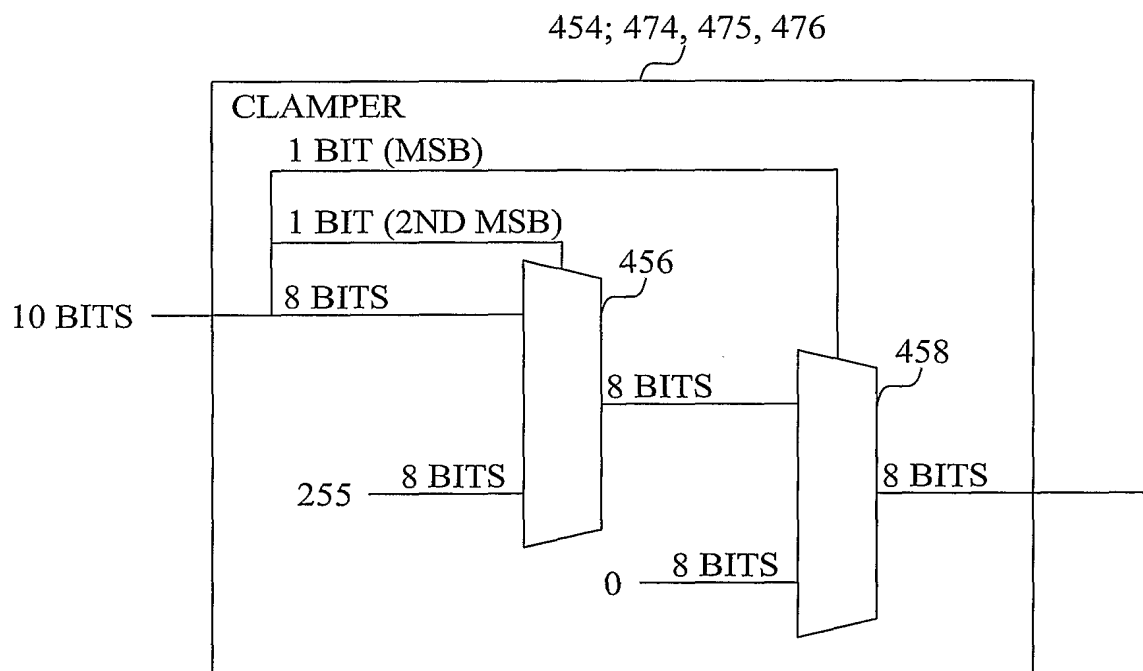 454; 474, 475, 476
CLAMPER
1 BIT (MSB)
1 BIT (2ND MSB)
456
10 BITS
8 BITS
458
8 BITS
255
8 BITS
8 BITS
0
8 BITS